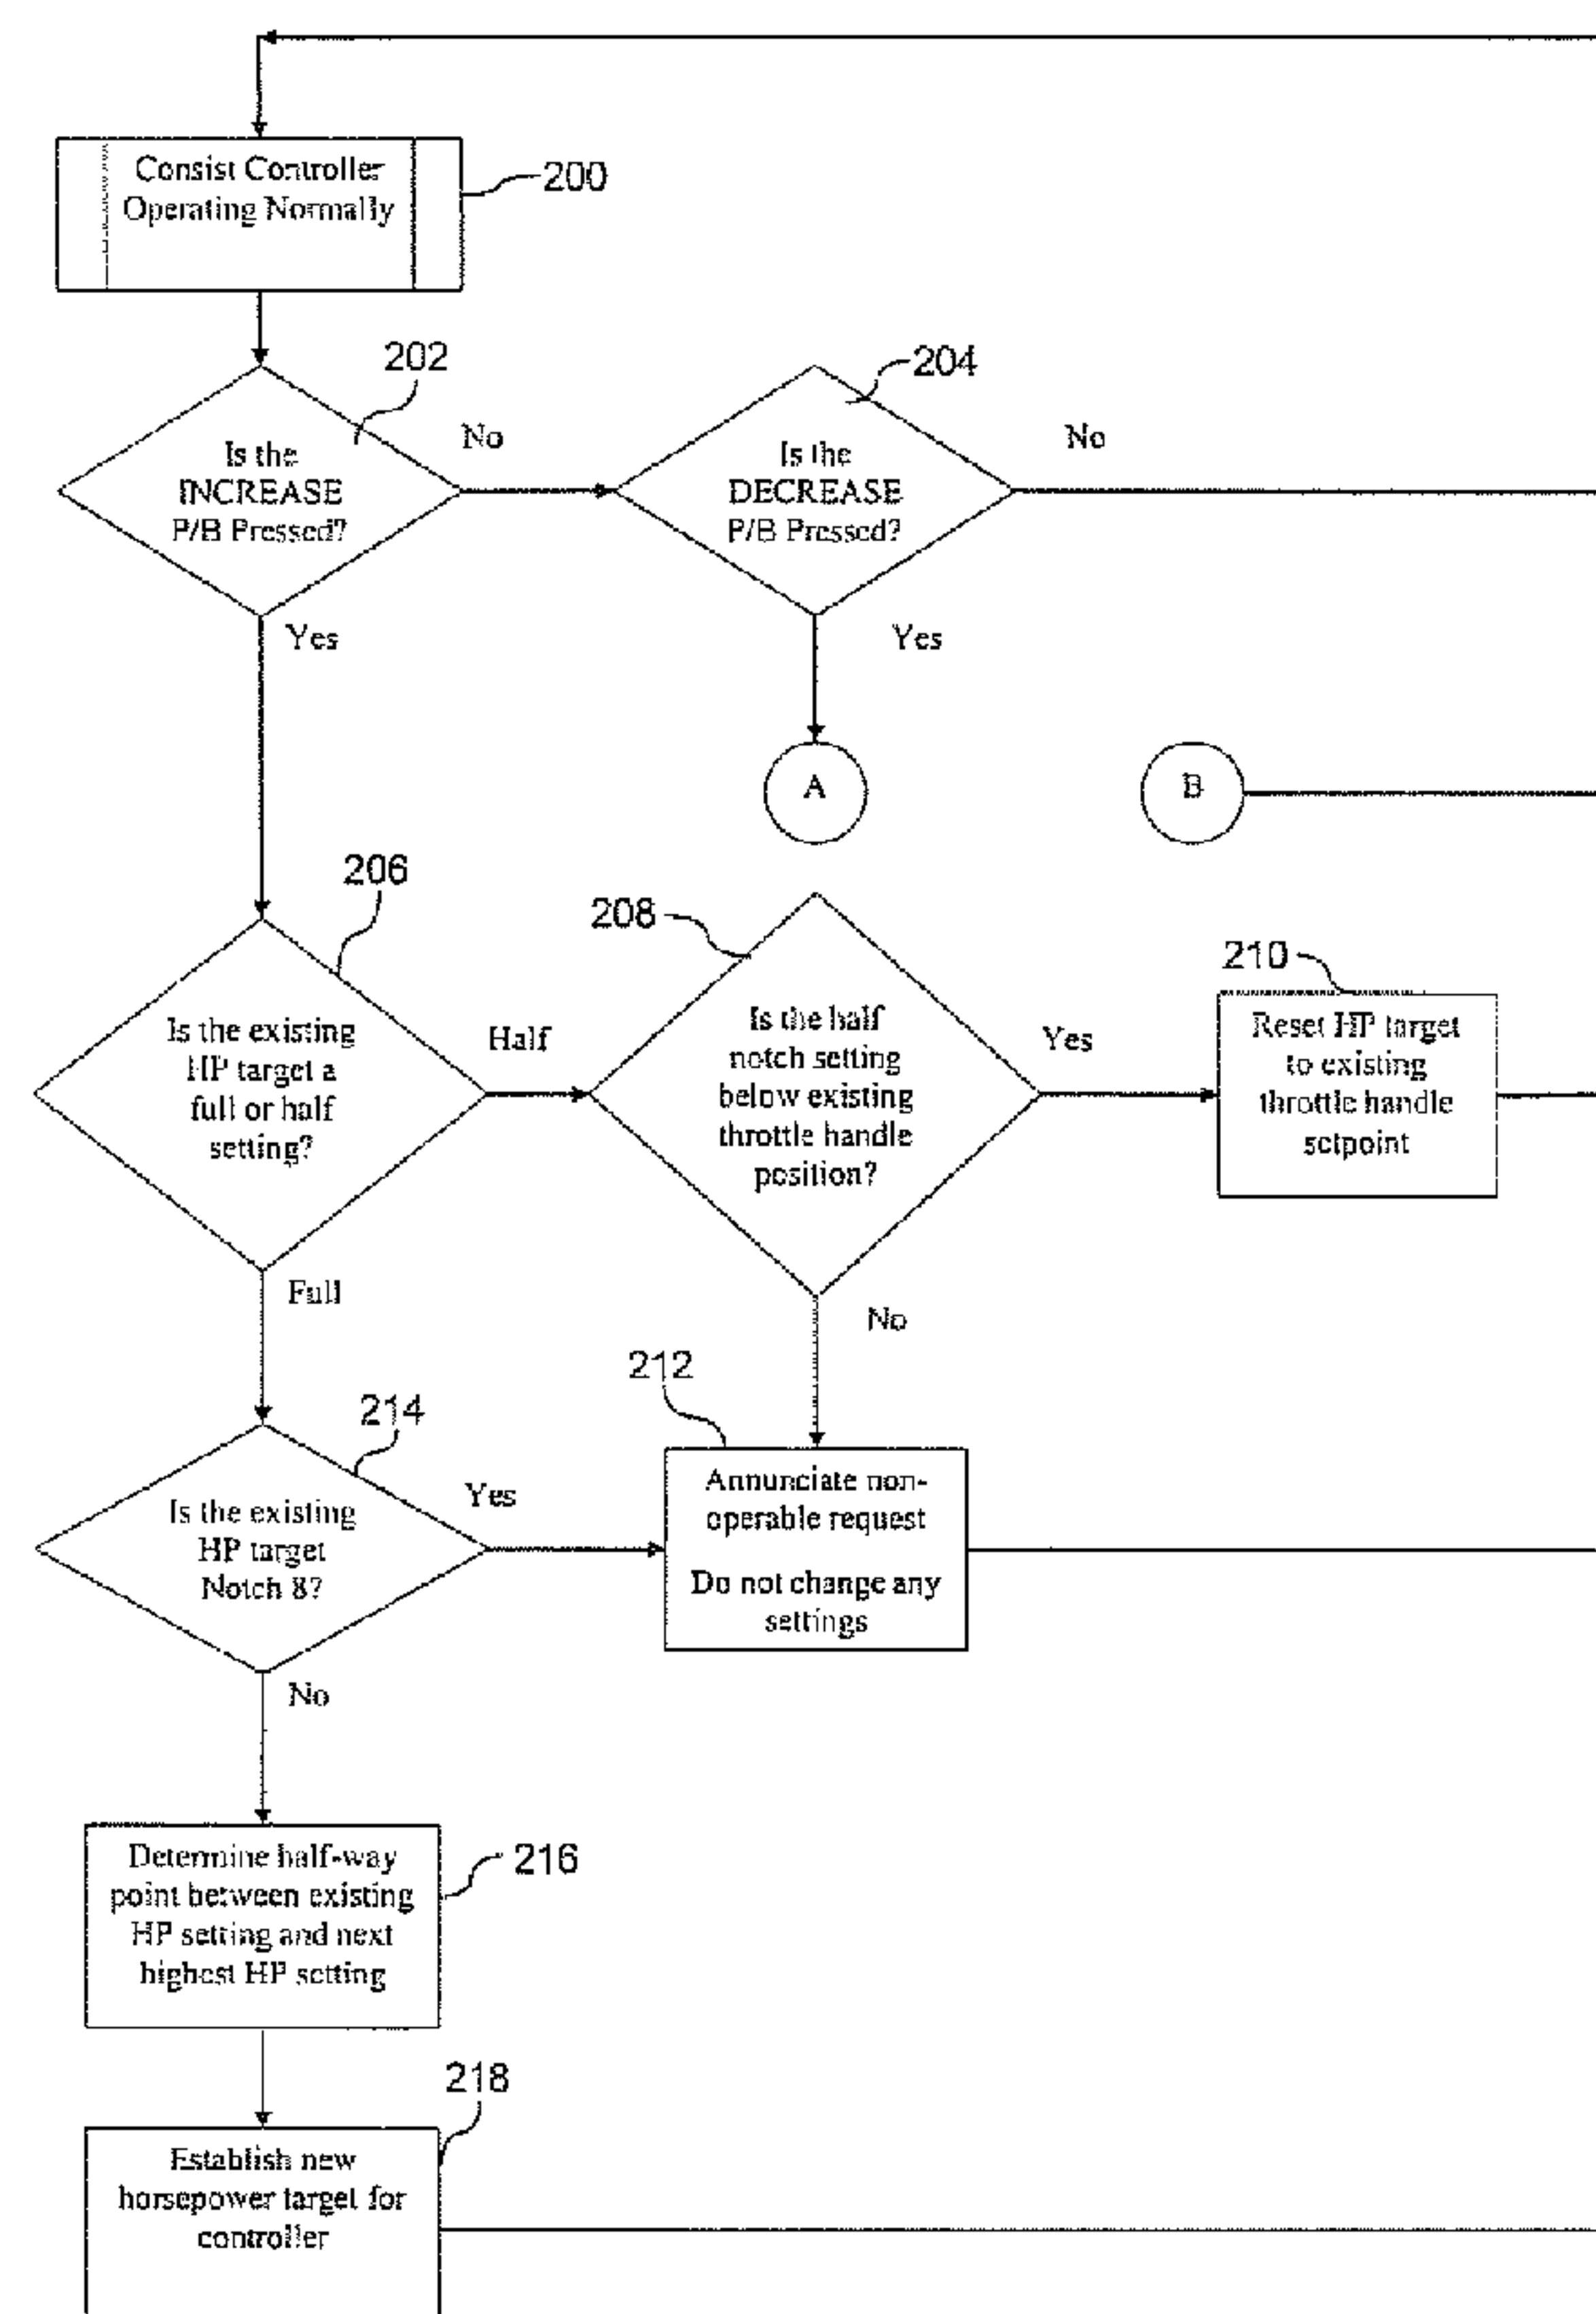 Consist Controller
Operating Normally
200
202
204
Is the
INCREASE
P/B Pressed?
No
Is the
DECREASE
P/B Pressed?
No
Yes
Yes
A
B
206
208
210
Is the existing
HP target a
full or half
setting?
Half
Is the half
notch setting
below existing
throttle handle
position?
Yes
Reset HP target
to existing
throttle handle
setpoint
Full
No
212
214
Is the existing
HP target
Notch 8?
Yes
Annunciate non-
operable request
Do not change any
settings
No
Determine half-way
point between existing
HP setting and next
highest HP setting
216
218
Establish new
horsepower target for
controller